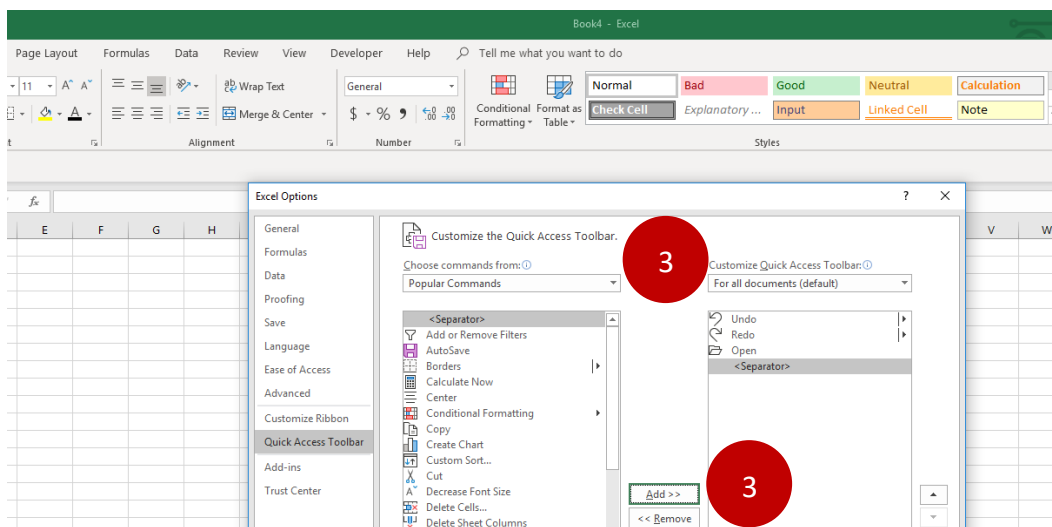 Book4 - Excel
Page Layout Formulas Data Review View Developer Help Tell me what you want to do
11 A^ A˅ ab Wrap Text General Normal Bad Good Neutral Calculation
A Merge & Center $ % , .00 Conditional Formatting Format as Table Check Cell Explanatory ... Input Linked Cell Note
Alignment Number Styles
fx
E F G H V W
Excel Options ? ×
General
Formulas
Data
Proofing
Save
Language
Ease of Access
Advanced
Customize Ribbon
Quick Access Toolbar
Add-ins
Trust Center
Customize the Quick Access Toolbar.
3
Choose commands from:
Popular Commands
<Separator>
Add or Remove Filters
AutoSave
Borders
Calculate Now
Center
Conditional Formatting
Copy
Create Chart
Custom Sort...
Cut
Decrease Font Size
Delete Cells...
Delete Sheet Columns
Add >>
<< Remove
3
Customize Quick Access Toolbar:
For all documents (default)
Undo
Redo
Open
<Separator>